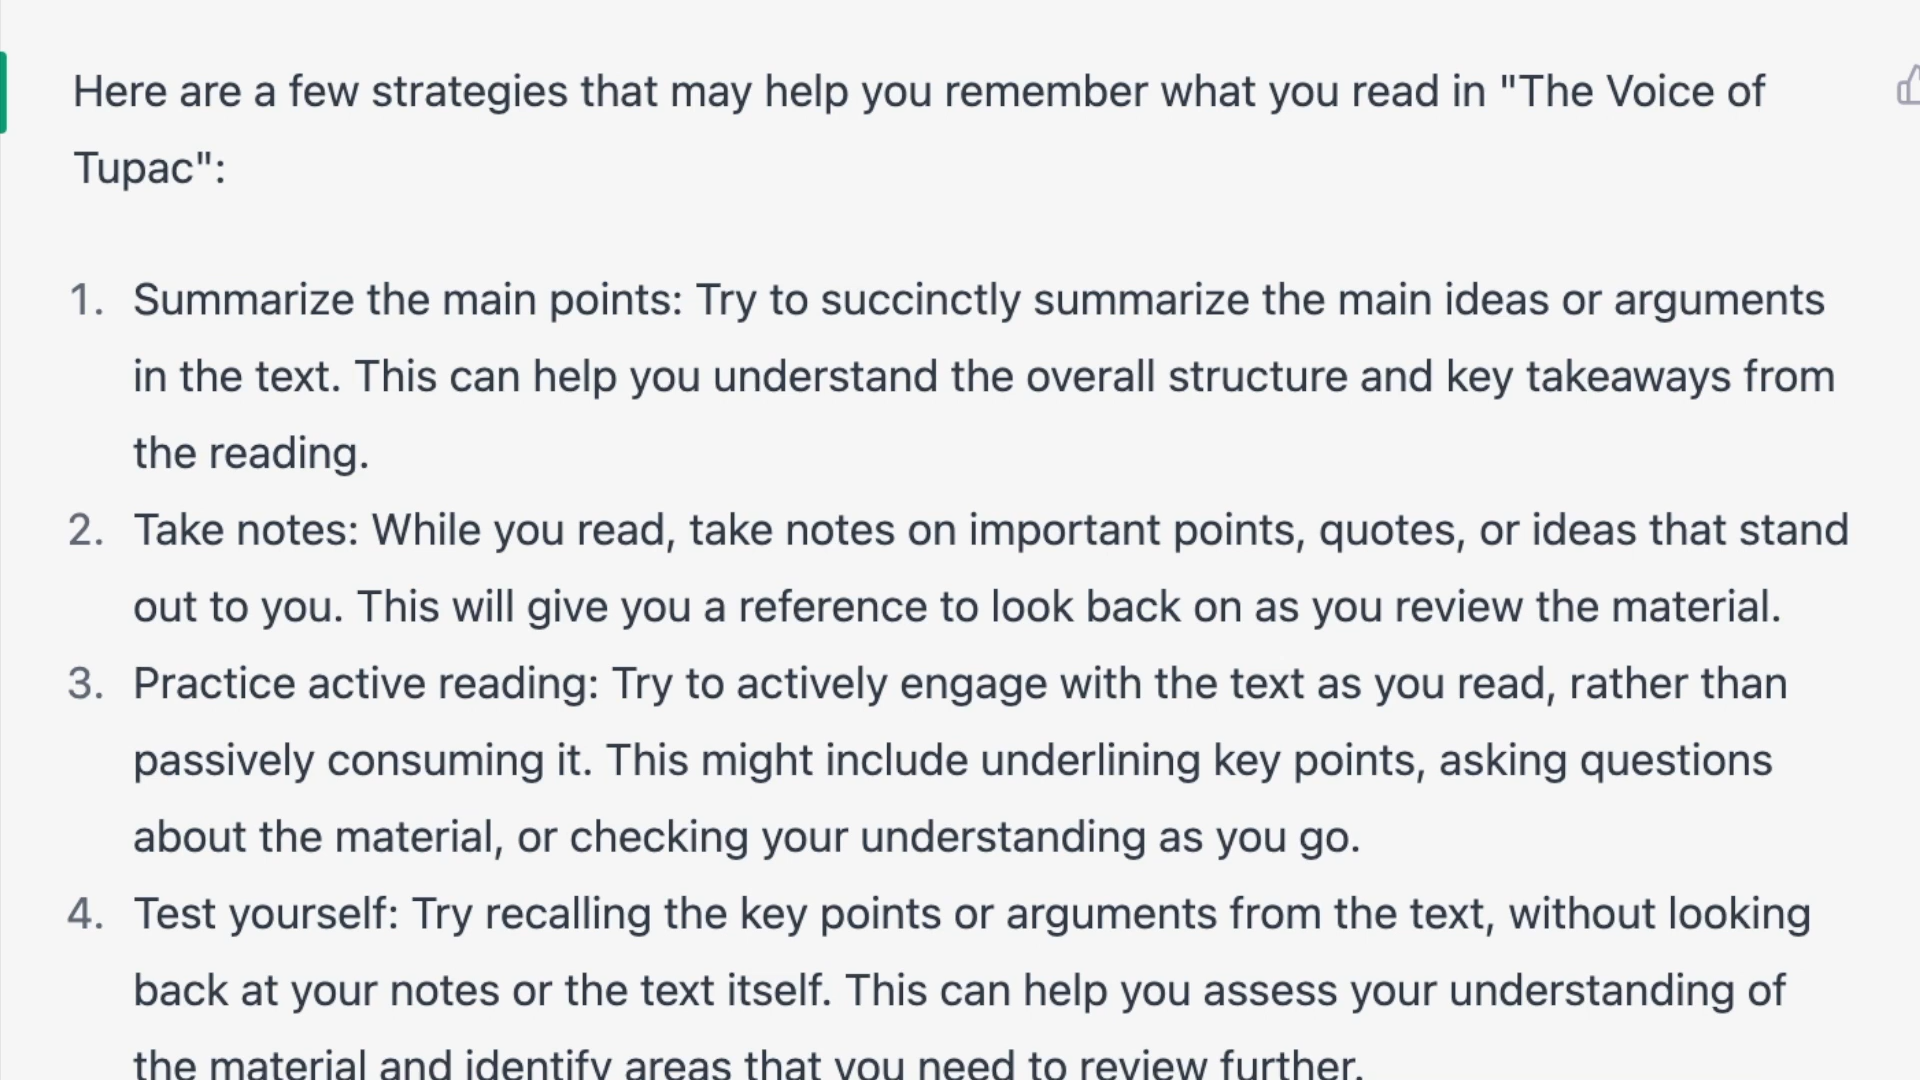 Here are a few strategies that may help you remember what you read in "The Voice of
Tupac":
1. Summarize the main points: Try to succinctly summarize the main ideas or arguments
in the text. This can help you understand the overall structure and key takeaways from
the reading.
2. Take notes: While you read, take notes on important points, quotes, or ideas that stand
out to you. This will give you a reference to look back on as you review the material.
3. Practice active reading: Try to actively engage with the text as you read, rather than
passively consuming it. This might include underlining key points, asking questions
about the material, or checking your understanding as you go.
4. Test yourself: Try recalling the key points or arguments from the text, without looking
back at your notes or the text itself. This can help you assess your understanding of
the material and identify areas that you need to review further.